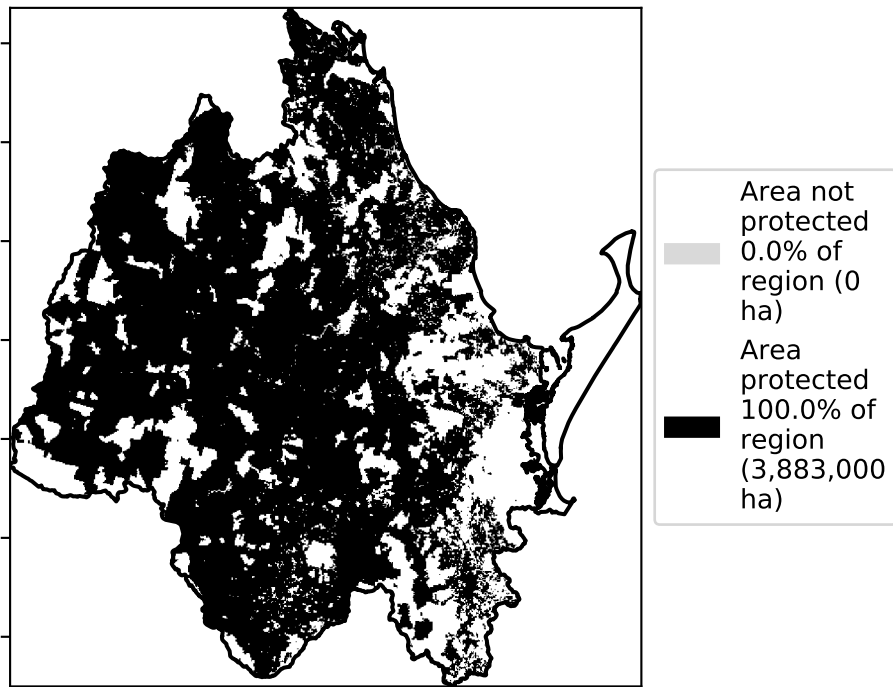 Area not
protected
0.0% of
region (0
ha)
Area
protected
100.0% of
region
(3,883,000
ha)